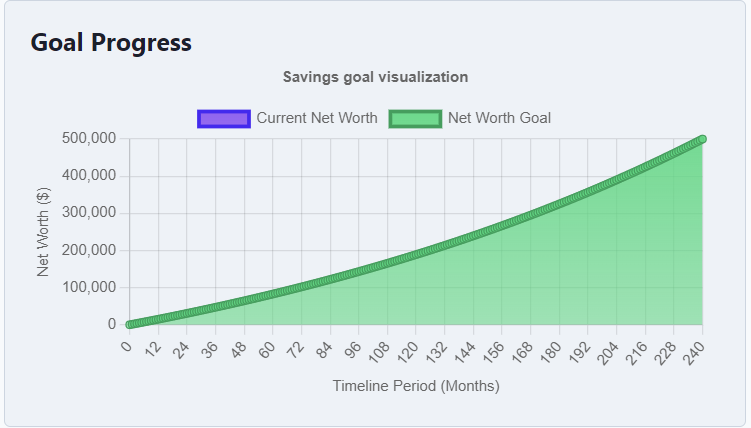 Goal Progress
Savings goal visualization
Current Net Worth Net Worth Goal
500,000
400,000
300,000
200,000
100,000
0
Net Worth ($)
0 12 24 36 48 60 72 84 96 108 120 132 144 156 168 180 192 204 216 228 240
Timeline Period (Months)